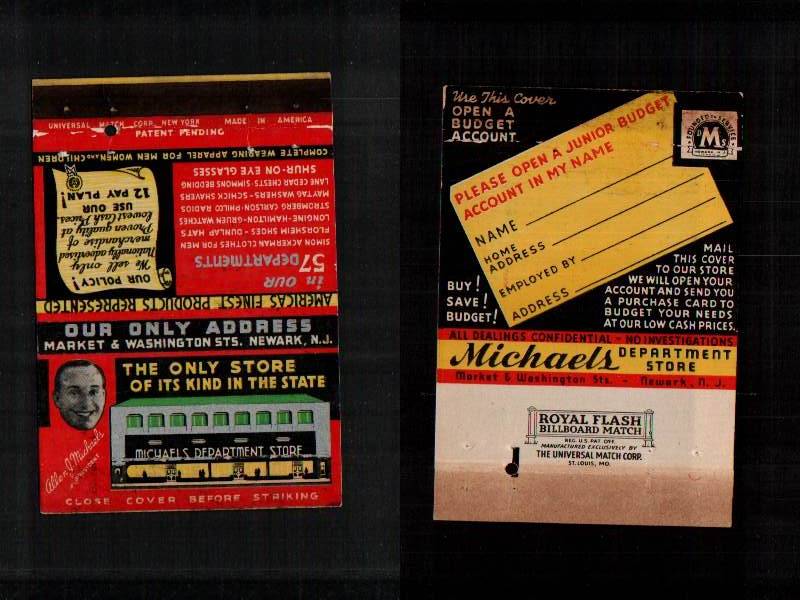 UNIVERSAL MATCH CORP. NEW YORK MADE IN AMERICA
PATENT PENDING
COMPLETE WEARING APPAREL FOR MEN WOMEN AND CHILDREN
in OUR
57
DEPARTMENTS
SIMON ACKERMAN CLOTHES FOR MEN
FLORSHEIM SHOES - DUNLAP HATS
LONGINE-HAMILTON-GRUEN WATCHES
STROMBERG CARLSON-PHILCO RADIOS
MAYTAG WASHERS-SCHICK SHAVERS
LANE CEDAR CHESTS-SIMMONS BEDDING
SHUR-ON EYE GLASSES
OUR POLICY!
We sell only
Nationally advertised
merchandise of
Proven quality at
lowest Cash Prices.
USE OUR
12 PAY PLAN!
AMERICA'S FINEST PRODUCTS REPRESENTED
OUR ONLY ADDRESS
MARKET & WASHINGTON STS. NEWARK, N.J.
THE ONLY STORE
OF ITS KIND IN THE STATE
MICHAELS DEPARTMENT STORE
Allen J. Michaels
CLOSE COVER BEFORE STRIKING
Use This Cover
OPEN A
BUDGET
ACCOUNT
PLEASE OPEN A JUNIOR BUDGET
ACCOUNT IN MY NAME
NAME
HOME
ADDRESS
EMPLOYED BY
ADDRESS
FOUNDED ON SERVICE
Ms
NEWARK, N.J.
BUY!
SAVE!
BUDGET!
MAIL
THIS COVER
TO OUR STORE
WE WILL OPEN YOUR
ACCOUNT AND SEND YOU
A PURCHASE CARD TO
BUDGET YOUR NEEDS
AT OUR LOW CASH PRICES.
ALL DEALINGS CONFIDENTIAL - NO INVESTIGATIONS
Michaels DEPARTMENT
STORE
Market & Washington Sts. - Newark, N. J.
ROYAL FLASH
BILLBOARD MATCH
REG. U.S. PAT. OFF.
MANUFACTURED EXCLUSIVELY BY
THE UNIVERSAL MATCH CORP.
ST. LOUIS, MO.